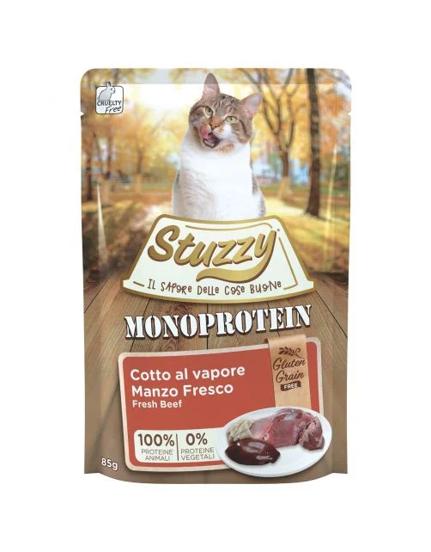 CRUELTY
Free
Stuzzy
IL SAPORE DELLE COSE BUONE
MONOPROTEIN
Cotto al vapore
Manzo Fresco
Fresh Beef
Gluten
Grain
FREE
100% PROTEINE ANIMALI
0% PROTEINE VEGETALI
85g